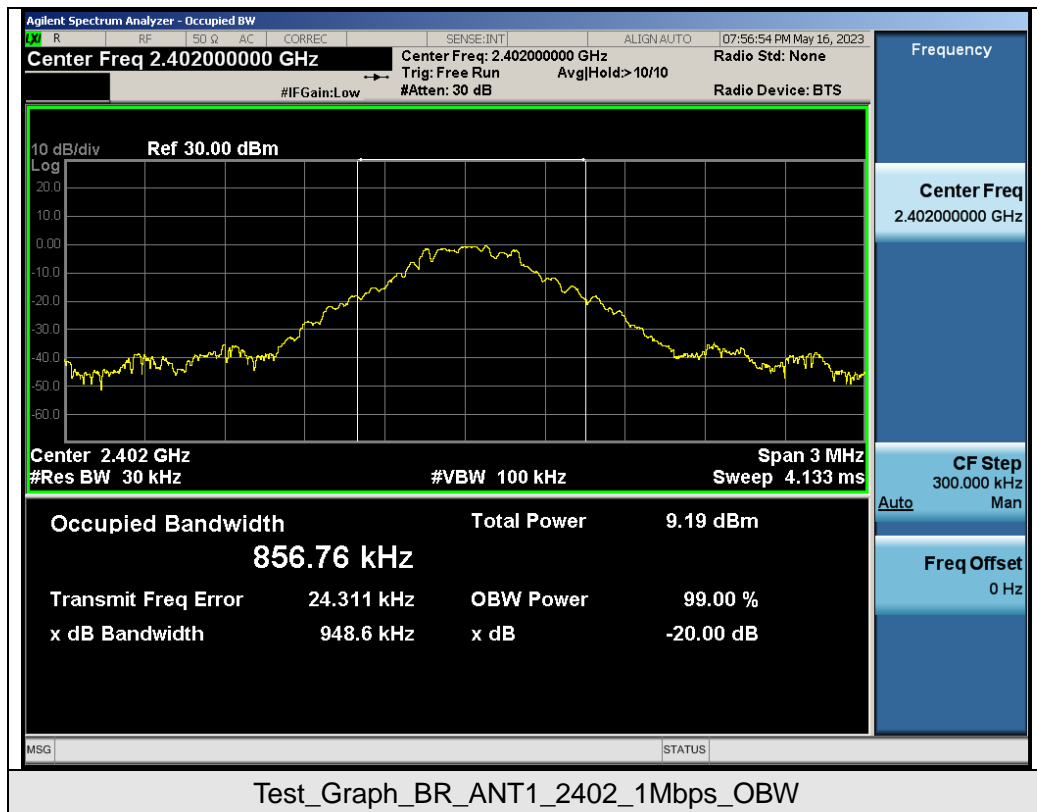 Agilent Spectrum Analyzer - Occupied BW
LXI R RF 50 Ω AC CORREC SENSE:INT ALIGN AUTO 07:56:54 PM May 16, 2023
Center Freq 2.402000000 GHz
Center Freq: 2.402000000 GHz Radio Std: None
Trig: Free Run Avg|Hold:>10/10
#IFGain:Low #Atten: 30 dB Radio Device: BTS
10 dB/div Ref 30.00 dBm
Log
20.0
10.0
0.00
-10.0
-20.0
-30.0
-40.0
-50.0
-60.0
Center 2.402 GHz Span 3 MHz
#Res BW 30 kHz #VBW 100 kHz Sweep 4.133 ms
Occupied Bandwidth Total Power 9.19 dBm
856.76 kHz
Transmit Freq Error 24.311 kHz OBW Power 99.00 %
x dB Bandwidth 948.6 kHz x dB -20.00 dB
Frequency
Center Freq
2.402000000 GHz
CF Step
300.000 kHz
Auto Man
Freq Offset
0 Hz
MSG STATUS
Test_Graph_BR_ANT1_2402_1Mbps_OBW